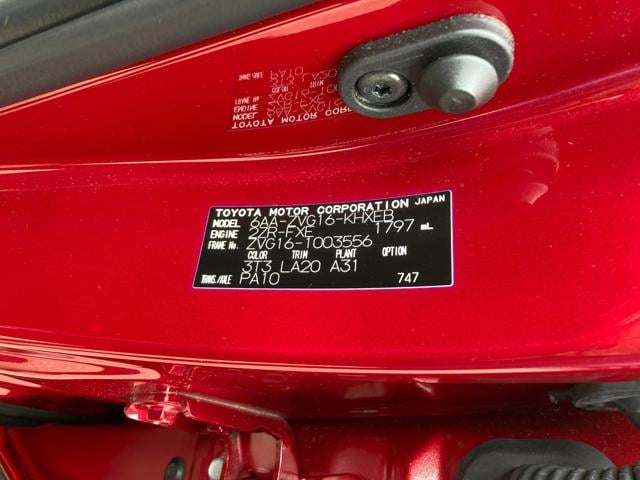 TOYOTA MOTOR CORPORATION JAPAN
MODEL 6AA-ZVG16-KHXEB
ENGINE 2ZR-FXE 1797 mL
FRAME No. ZVG16-T003556
COLOR TRIM PLANT OPTION
3T3 LA20 A31
TRANS./AXLE PA10 747